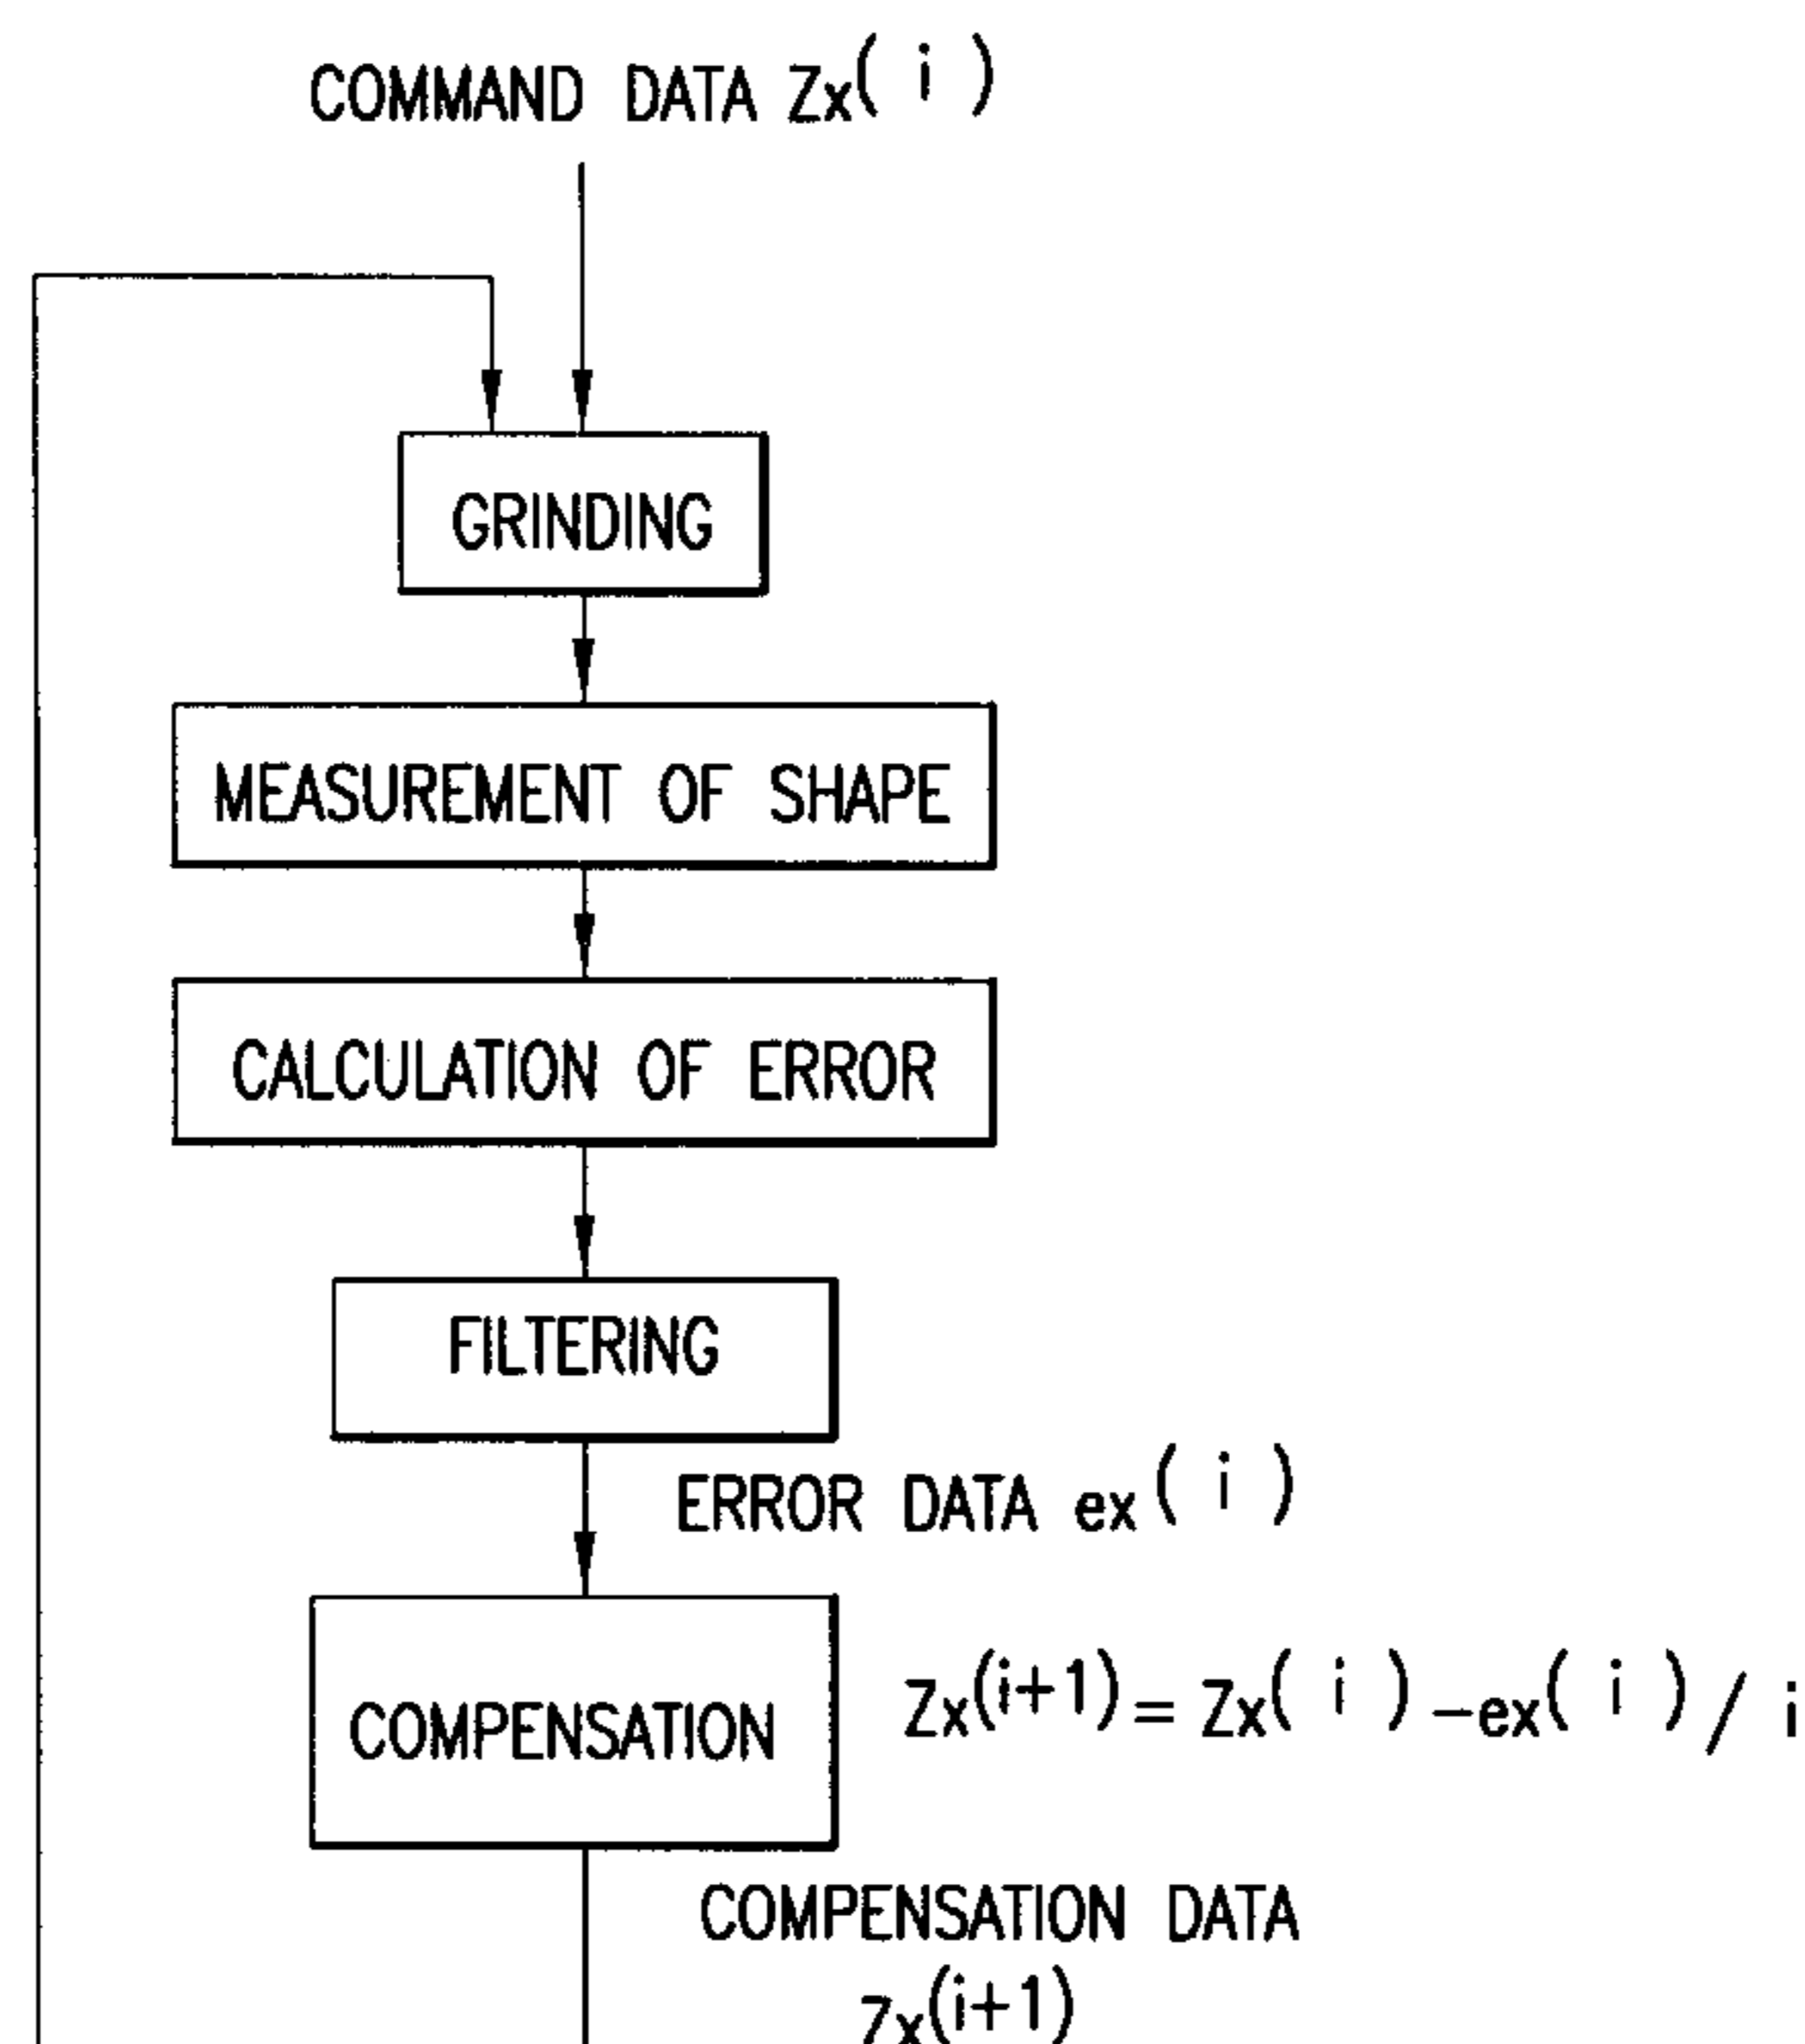 COMMAND DATA Zx( i )
GRINDING
MEASUREMENT OF SHAPE
CALCULATION OF ERROR
FILTERING
ERROR DATA ex( i )
COMPENSATION
Zx(i+1)= Zx( i ) -ex( i )/ i
COMPENSATION DATA
Zx(i+1)